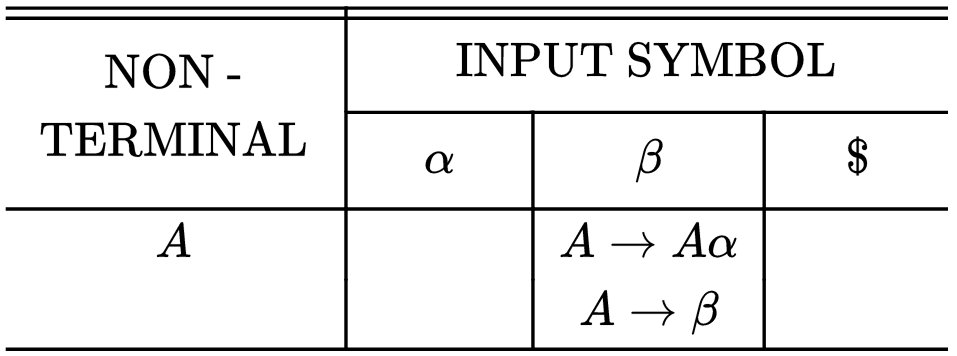 NON -
TERMINAL
INPUT SYMBOL
α β $
A A → Aα
A → β